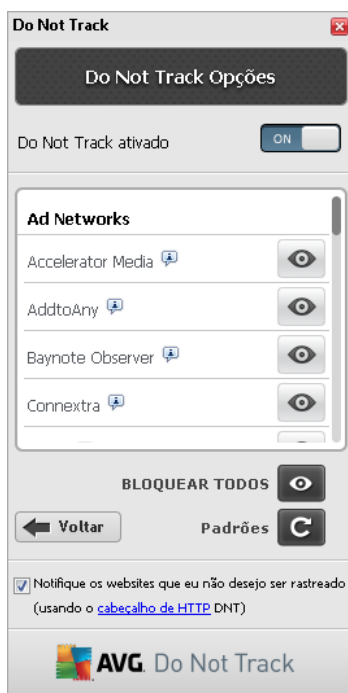 Do Not Track
Do Not Track Opções
Do Not Track ativado
ON
Ad Networks
Accelerator Media
AddtoAny
Baynote Observer
Connextra
BLOQUEAR TODOS
Voltar
Padrões
Notifique os websites que eu não desejo ser rastreado
(usando o cabeçalho de HTTP DNT)
AVG. Do Not Track